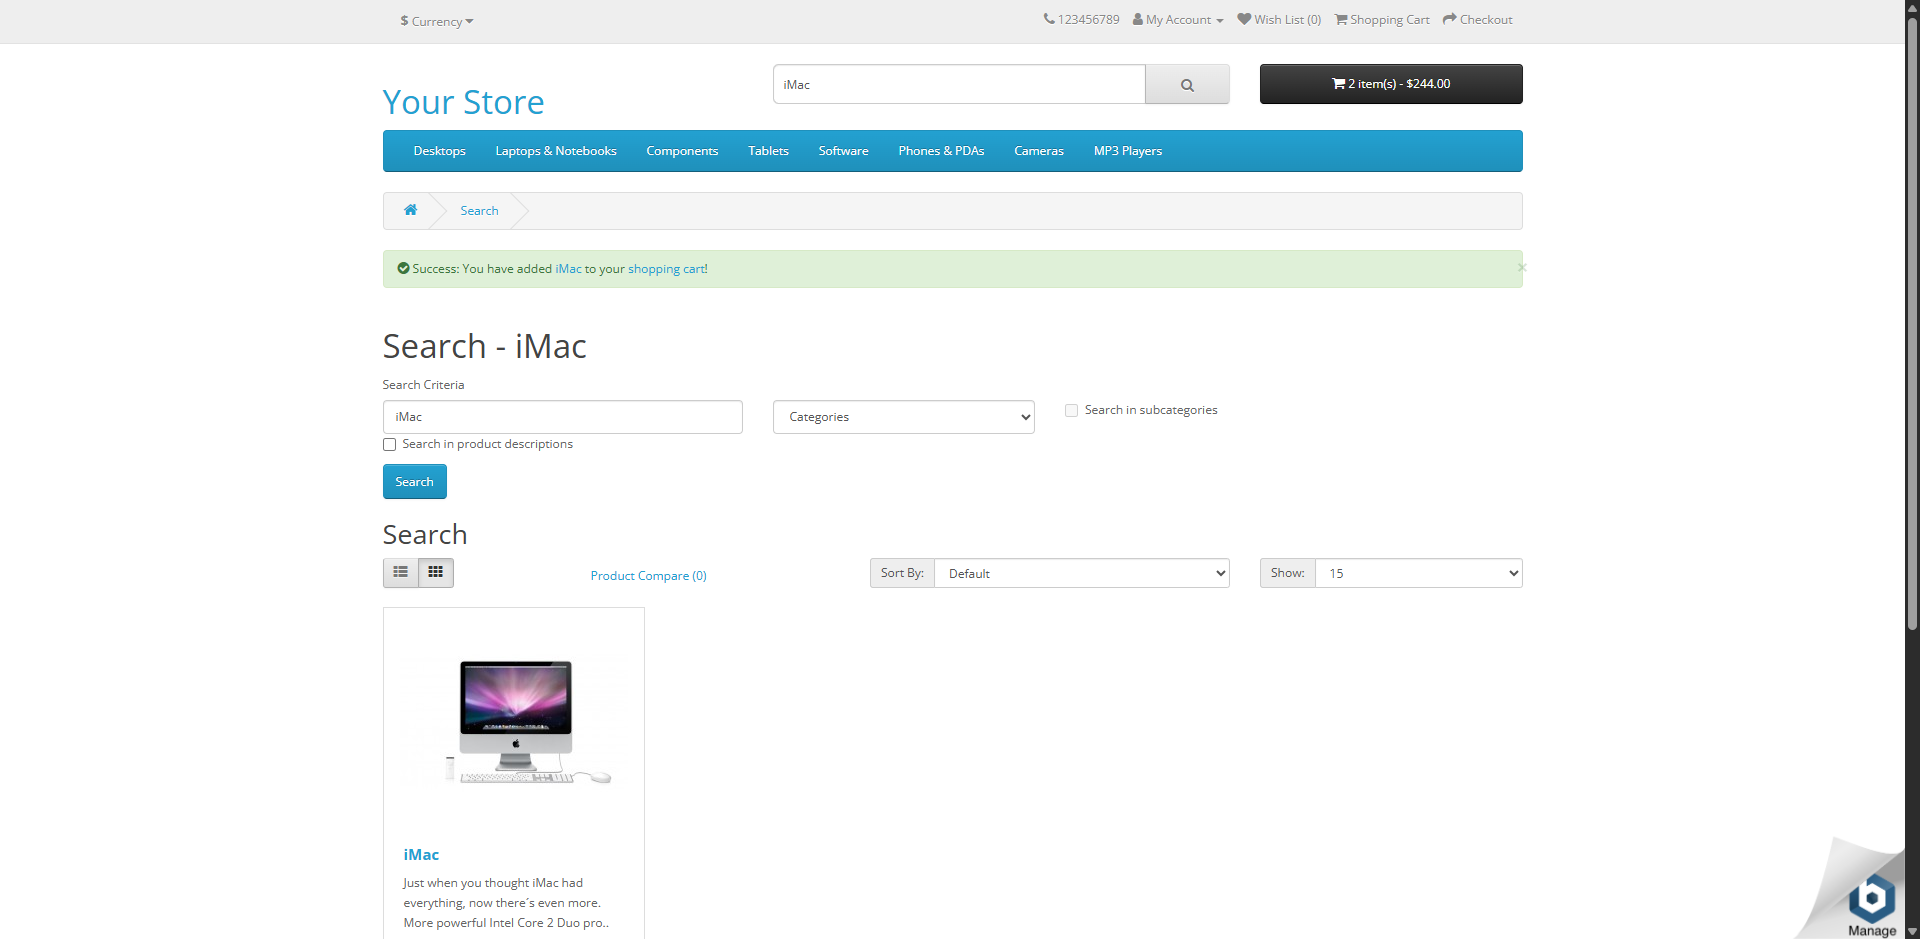 $ Currency
123456789 My Account Wish List (0) Shopping Cart Checkout
Your Store
iMac
2 item(s) - $244.00
Desktops Laptops & Notebooks Components Tablets Software Phones & PDAs Cameras MP3 Players
Search
Success: You have added iMac to your shopping cart!
×
Search - iMac
Search Criteria
iMac
Categories
Search in subcategories
Search in product descriptions
Search
Search
Product Compare (0)
Sort By: Default
Show: 15
iMac
Just when you thought iMac had
everything, now there´s even more.
More powerful Intel Core 2 Duo pro..
Manage